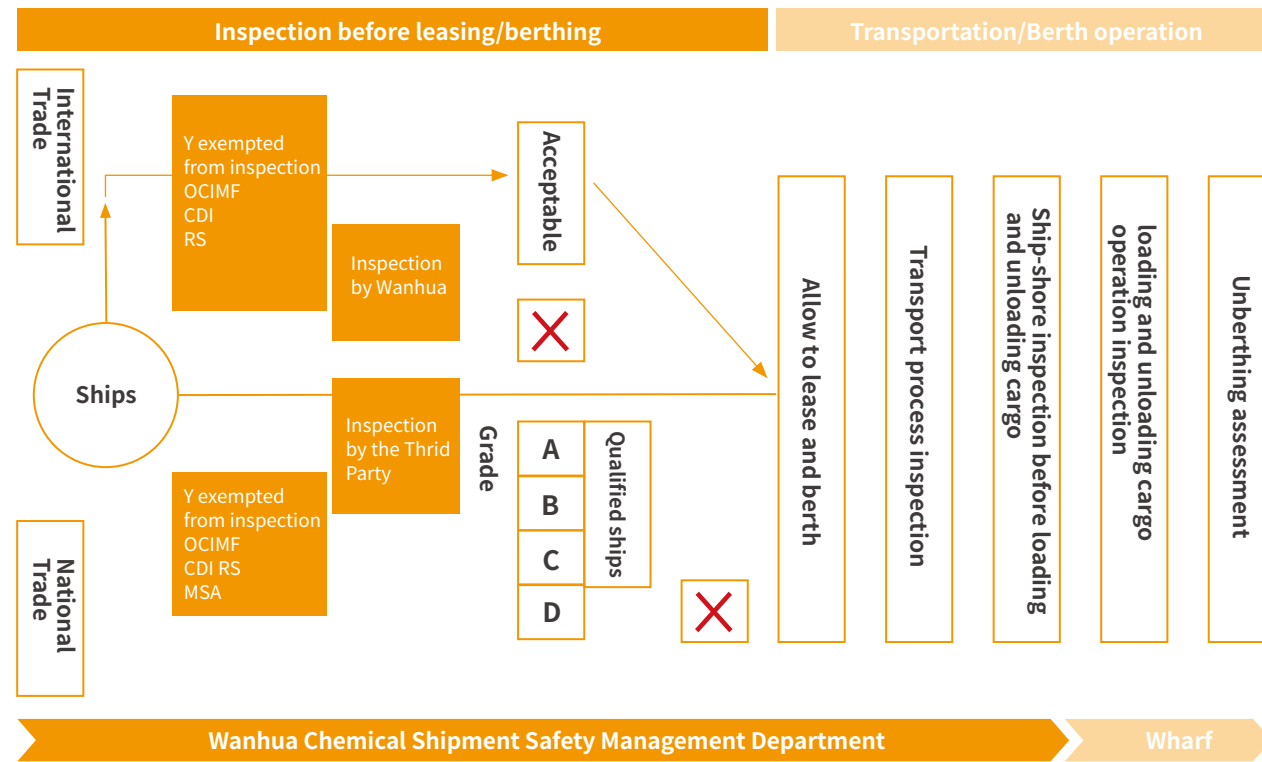 Inspection before leasing/berthing
Transportation/Berth operation
International
Trade
Y exempted
from inspection
OCIMF
CDI
RS
Inspection
by Wanhua
Acceptable
Ships
Inspection
by the Thrid
Party
Y exempted
from inspection
OCIMF
CDI RS
MSA
National
Trade
Grade
A
B
C
D
Qualified ships
Allow to lease and berth
Transport process inspection
Ship-shore inspection before loading
and unloading cargo
loading and unloading cargo
operation inspection
Unberthing assessment
Wanhua Chemical Shipment Safety Management Department
Wharf